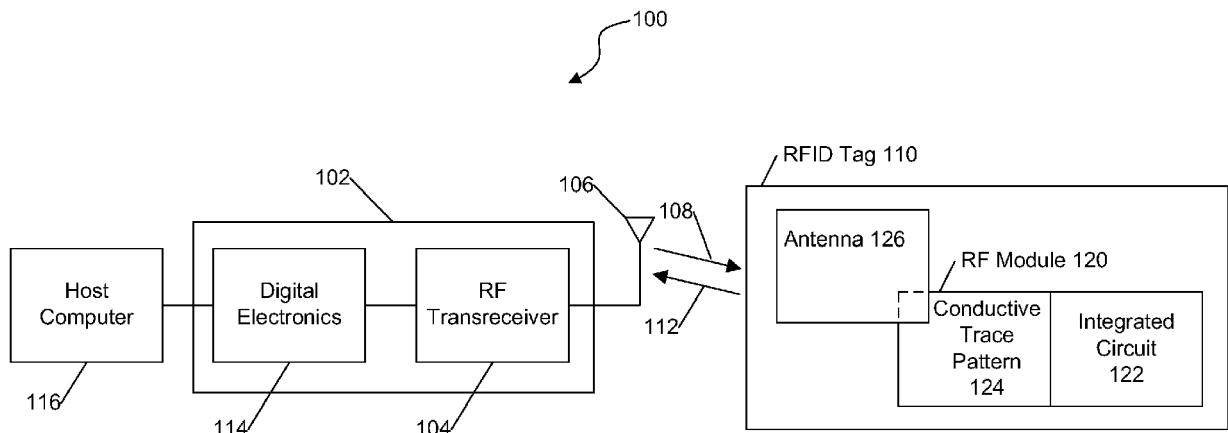 100
RFID Tag 110
102
106
108
Antenna 126
RF Module 120
Host
Computer
Digital
Electronics
RF
Transreceiver
112
Conductive
Trace
Pattern
124
Integrated
Circuit
122
116
114
104